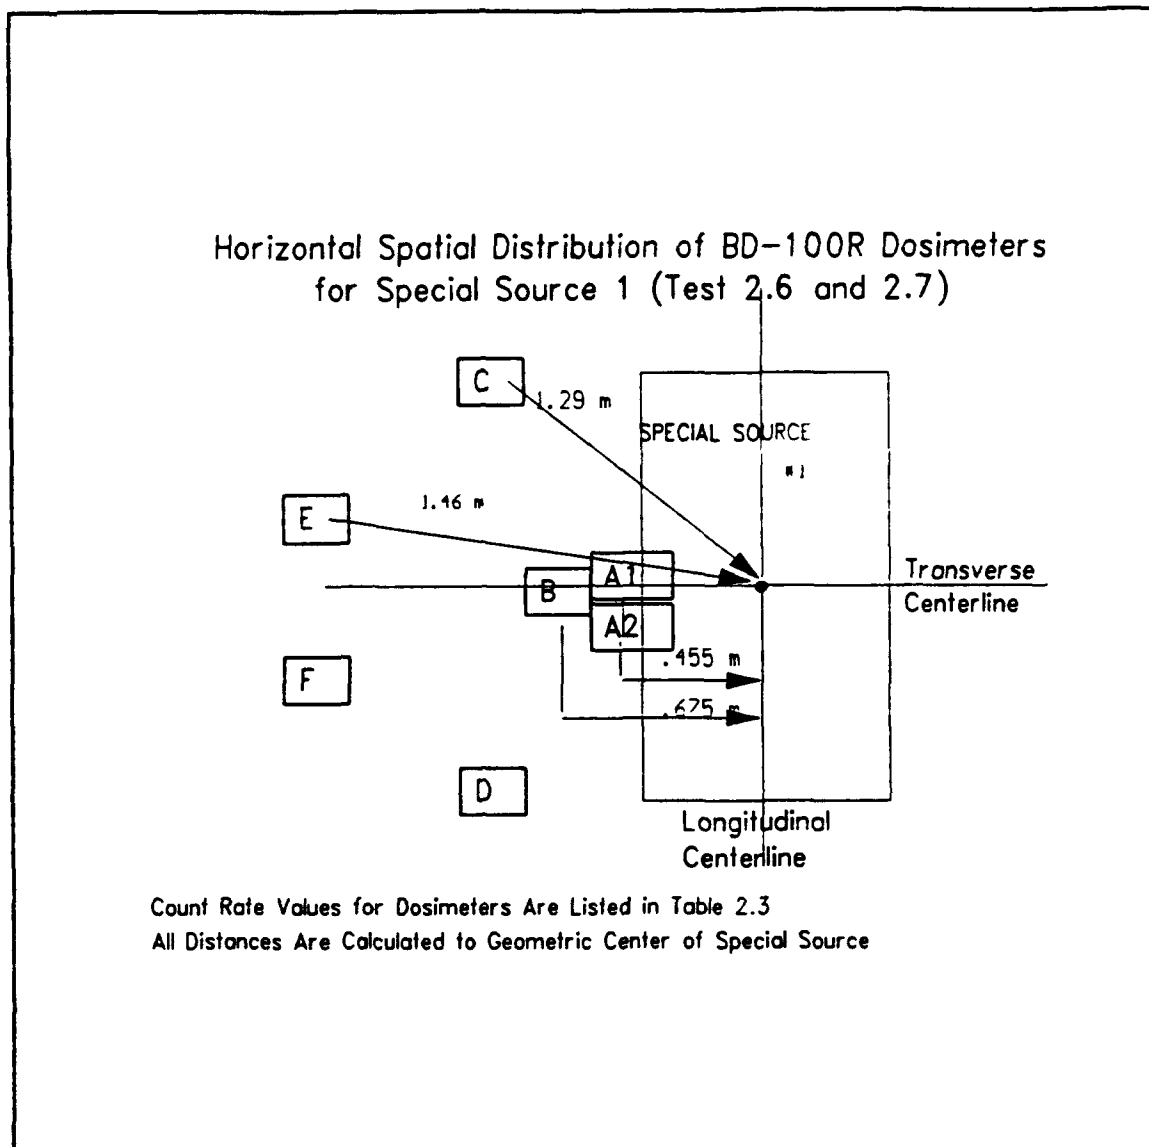 Horizontal Spatial Distribution of BD-100R Dosimeters
for Special Source 1 (Test 2.6 and 2.7)
C
1.29 m
SPECIAL SOURCE
#1
1.46 m
E
A1
Transverse
B
Centerline
A2
.455 m
F
.675 m
D
Longitudinal
Centerline
Count Rate Values for Dosimeters Are Listed in Table 2.3
All Distances Are Calculated to Geometric Center of Special Source